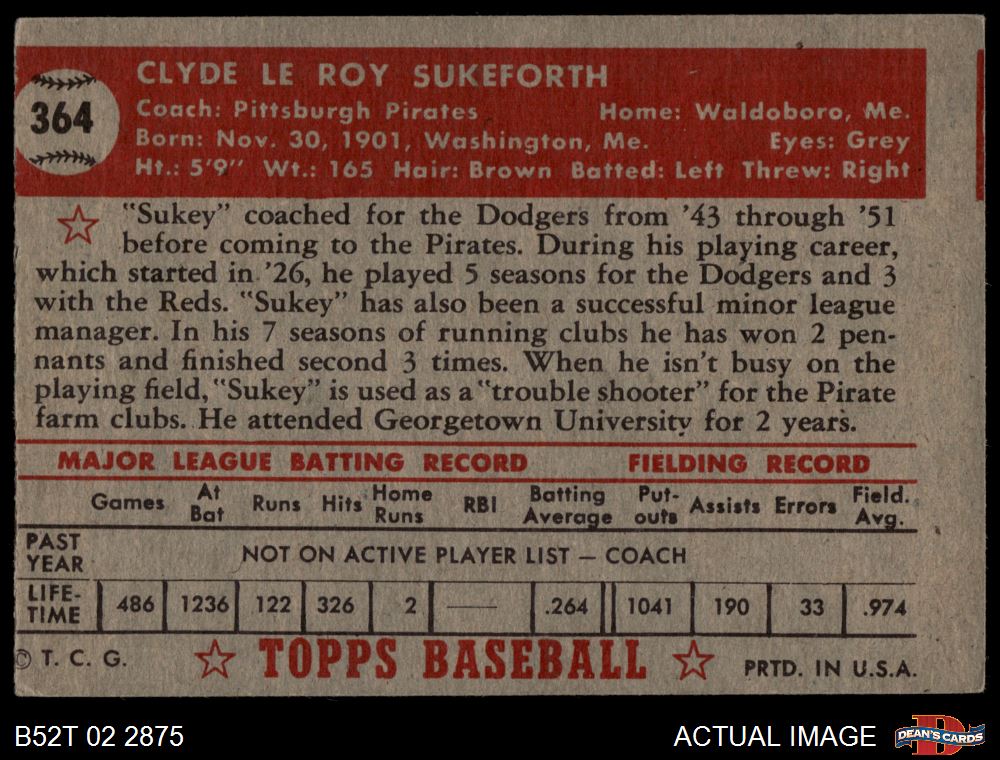 364
CLYDE LE ROY SUKEFORTH
Coach: Pittsburgh Pirates Home: Waldoboro, Me.
Born: Nov. 30, 1901, Washington, Me. Eyes: Grey
Ht.: 5'9" Wt.: 165 Hair: Brown Batted: Left Threw: Right
"Sukey" coached for the Dodgers from '43 through '51
before coming to the Pirates. During his playing career,
which started in '26, he played 5 seasons for the Dodgers and 3
with the Reds. "Sukey" has also been a successful minor league
manager. In his 7 seasons of running clubs he has won 2 pen-
nants and finished second 3 times. When he isn't busy on the
playing field, "Sukey" is used as a "trouble shooter" for the Pirate
farm clubs. He attended Georgetown University for 2 years.
MAJOR LEAGUE BATTING RECORD FIELDING RECORD
Games At Bat Runs Hits Home Runs RBI Batting Average Put-outs Assists Errors Field. Avg.
PAST YEAR NOT ON ACTIVE PLAYER LIST — COACH
LIFE-TIME 486 1236 122 326 2 — .264 1041 190 33 .974
© T. C. G. TOPPS BASEBALL PRTD. IN U.S.A.
B52T 02 2875 ACTUAL IMAGE DEAN'S CARDS